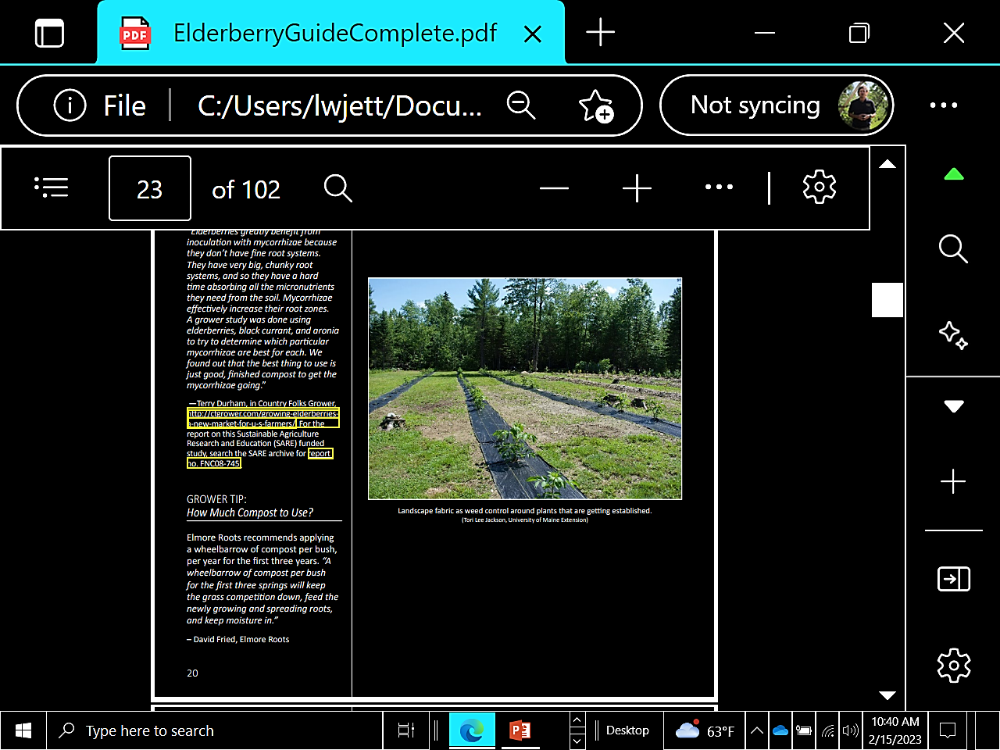 PDF
ElderberryGuideComplete.pdf
File
C:/Users/lwjett/Docu...
Not syncing
23
of 102
"Elderberries greatly benefit from
inoculation with mycorrhizae because
they don't have fine root systems.
They have very big, chunky root
systems, and so they have a hard
time absorbing all the micronutrients
they need from the soil. Mycorrhizae
effectively increase their root zones.
A grower study was done using
elderberries, black currant, and aronia
to try to determine which particular
mycorrhizae are best for each. We
found out that the best thing to use is
just good, finished compost to get the
mycorrhizae going."
—Terry Durham, in Country Folks Grower,
http://cfgrower.com/growing-elderberries-
a-new-market-for-u-s-farmers/ For the
report on this Sustainable Agriculture
Research and Education (SARE) funded
study, search the SARE archive for report
no. FNC08-745
GROWER TIP:
How Much Compost to Use?
Elmore Roots recommends applying
a wheelbarrow of compost per bush,
per year for the first three years. "A
wheelbarrow of compost per bush
for the first three springs will keep
the grass competition down, feed the
newly growing and spreading roots,
and keep moisture in."
– David Fried, Elmore Roots
20
Landscape fabric as weed control around plants that are getting established.
(Tori Lee Jackson, University of Maine Extension)
Type here to search
Desktop
63°F
10:40 AM
2/15/2023